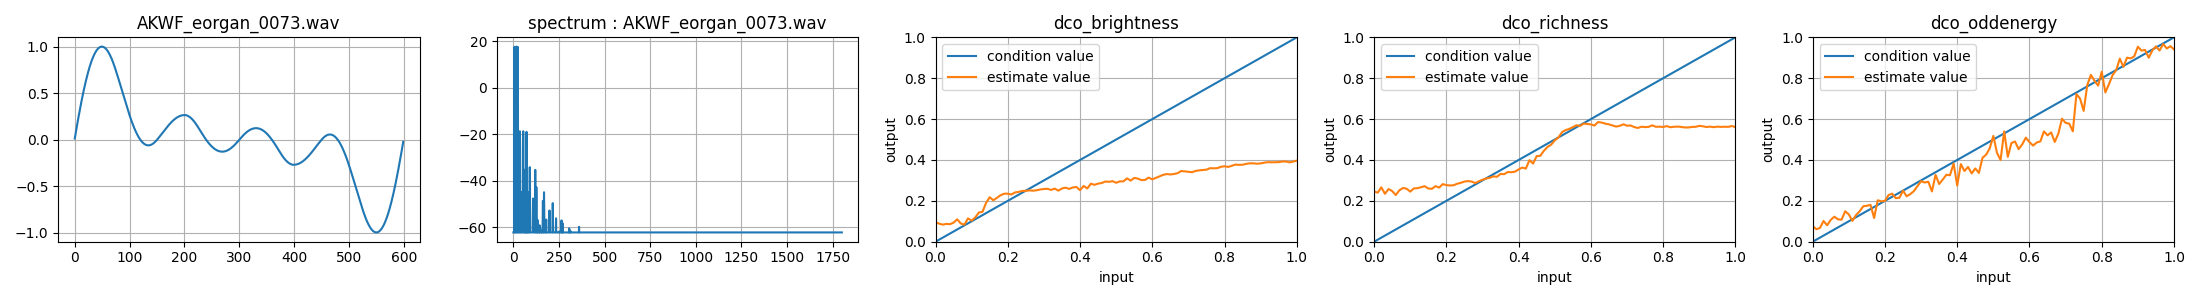 AKWF_eorgan_0073.wav
1.0
0.5
0.0
−0.5
−1.0
0 100 200 300 400 500 600
spectrum : AKWF_eorgan_0073.wav
20
0
−20
−40
−60
0 250 500 750 1000 1250 1500 1750
dco_brightness
condition value
estimate value
output
1.0
0.8
0.6
0.4
0.2
0.0
0.0 0.2 0.4 0.6 0.8 1.0
input
dco_richness
condition value
estimate value
output
1.0
0.8
0.6
0.4
0.2
0.0
0.0 0.2 0.4 0.6 0.8 1.0
input
dco_oddenergy
condition value
estimate value
output
1.0
0.8
0.6
0.4
0.2
0.0
0.0 0.2 0.4 0.6 0.8 1.0
input